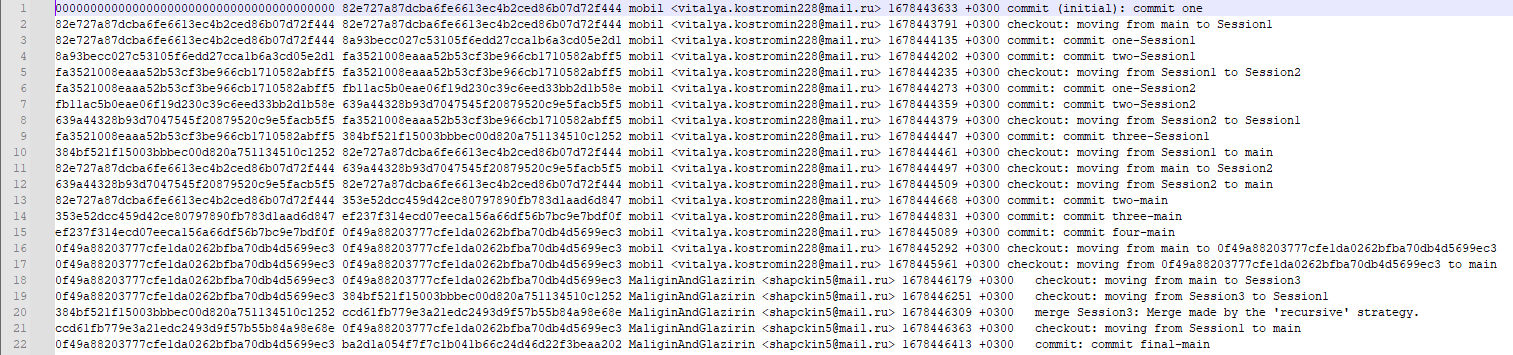 1 0000000000000000000000000000000000000000 82e727a87dcba6fe6613ec4b2ced86b07d72f444 mobil <vitalya.kostromin228@mail.ru> 1678443633 +0300 commit (initial): commit one
2 82e727a87dcba6fe6613ec4b2ced86b07d72f444 82e727a87dcba6fe6613ec4b2ced86b07d72f444 mobil <vitalya.kostromin228@mail.ru> 1678443791 +0300 checkout: moving from main to Session1
3 82e727a87dcba6fe6613ec4b2ced86b07d72f444 8a93becc027c53105f6edd27cca1b6a3cd05e2d1 mobil <vitalya.kostromin228@mail.ru> 1678444135 +0300 commit: commit one-Session1
4 8a93becc027c53105f6edd27cca1b6a3cd05e2d1 fa3521008eaaa52b53cf3be966cb1710582abff5 mobil <vitalya.kostromin228@mail.ru> 1678444202 +0300 commit: commit two-Session1
5 fa3521008eaaa52b53cf3be966cb1710582abff5 fa3521008eaaa52b53cf3be966cb1710582abff5 mobil <vitalya.kostromin228@mail.ru> 1678444235 +0300 checkout: moving from Session1 to Session2
6 fa3521008eaaa52b53cf3be966cb1710582abff5 fb11ac5b0eae06f19d230c39c6eed33bb2d1b58e mobil <vitalya.kostromin228@mail.ru> 1678444273 +0300 commit: commit one-Session2
7 fb11ac5b0eae06f19d230c39c6eed33bb2d1b58e 639a44328b93d7047545f20879520c9e5facb5f5 mobil <vitalya.kostromin228@mail.ru> 1678444359 +0300 commit: commit two-Session2
8 639a44328b93d7047545f20879520c9e5facb5f5 fa3521008eaaa52b53cf3be966cb1710582abff5 mobil <vitalya.kostromin228@mail.ru> 1678444379 +0300 checkout: moving from Session2 to Session1
9 fa3521008eaaa52b53cf3be966cb1710582abff5 384bf521f15003bbbec00d820a751134510c1252 mobil <vitalya.kostromin228@mail.ru> 1678444447 +0300 commit: commit three-Session1
10 384bf521f15003bbbec00d820a751134510c1252 82e727a87dcba6fe6613ec4b2ced86b07d72f444 mobil <vitalya.kostromin228@mail.ru> 1678444461 +0300 checkout: moving from Session1 to main
11 82e727a87dcba6fe6613ec4b2ced86b07d72f444 639a44328b93d7047545f20879520c9e5facb5f5 mobil <vitalya.kostromin228@mail.ru> 1678444497 +0300 checkout: moving from main to Session2
12 639a44328b93d7047545f20879520c9e5facb5f5 82e727a87dcba6fe6613ec4b2ced86b07d72f444 mobil <vitalya.kostromin228@mail.ru> 1678444509 +0300 checkout: moving from Session2 to main
13 82e727a87dcba6fe6613ec4b2ced86b07d72f444 353e52dcc459d42ce80797890fb783d1aad6d847 mobil <vitalya.kostromin228@mail.ru> 1678444668 +0300 commit: commit two-main
14 353e52dcc459d42ce80797890fb783d1aad6d847 ef237f314ecd07eeca156a66df56b7bc9e7bdf0f mobil <vitalya.kostromin228@mail.ru> 1678444831 +0300 commit: commit three-main
15 ef237f314ecd07eeca156a66df56b7bc9e7bdf0f 0f49a88203777cfe1da0262bfba70db4d5699ec3 mobil <vitalya.kostromin228@mail.ru> 1678445089 +0300 commit: commit four-main
16 0f49a88203777cfe1da0262bfba70db4d5699ec3 0f49a88203777cfe1da0262bfba70db4d5699ec3 mobil <vitalya.kostromin228@mail.ru> 1678445292 +0300 checkout: moving from main to 0f49a88203777cfe1da0262bfba70db4d5699ec3
17 0f49a88203777cfe1da0262bfba70db4d5699ec3 0f49a88203777cfe1da0262bfba70db4d5699ec3 mobil <vitalya.kostromin228@mail.ru> 1678445961 +0300 checkout: moving from 0f49a88203777cfe1da0262bfba70db4d5699ec3 to main
18 0f49a88203777cfe1da0262bfba70db4d5699ec3 0f49a88203777cfe1da0262bfba70db4d5699ec3 MaliginAndGlazirin <shapckin5@mail.ru> 1678446179 +0300 checkout: moving from main to Session3
19 0f49a88203777cfe1da0262bfba70db4d5699ec3 384bf521f15003bbbec00d820a751134510c1252 MaliginAndGlazirin <shapckin5@mail.ru> 1678446251 +0300 checkout: moving from Session3 to Session1
20 384bf521f15003bbbec00d820a751134510c1252 ccd61fb779e3a21edc2493d9f57b55b84a98e68e MaliginAndGlazirin <shapckin5@mail.ru> 1678446309 +0300 merge Session3: Merge made by the 'recursive' strategy.
21 ccd61fb779e3a21edc2493d9f57b55b84a98e68e 0f49a88203777cfe1da0262bfba70db4d5699ec3 MaliginAndGlazirin <shapckin5@mail.ru> 1678446363 +0300 checkout: moving from Session1 to main
22 0f49a88203777cfe1da0262bfba70db4d5699ec3 ba2d1a054f7f7c1b041b66c24d46d22f3beaa202 MaliginAndGlazirin <shapckin5@mail.ru> 1678446413 +0300 commit: commit final-main